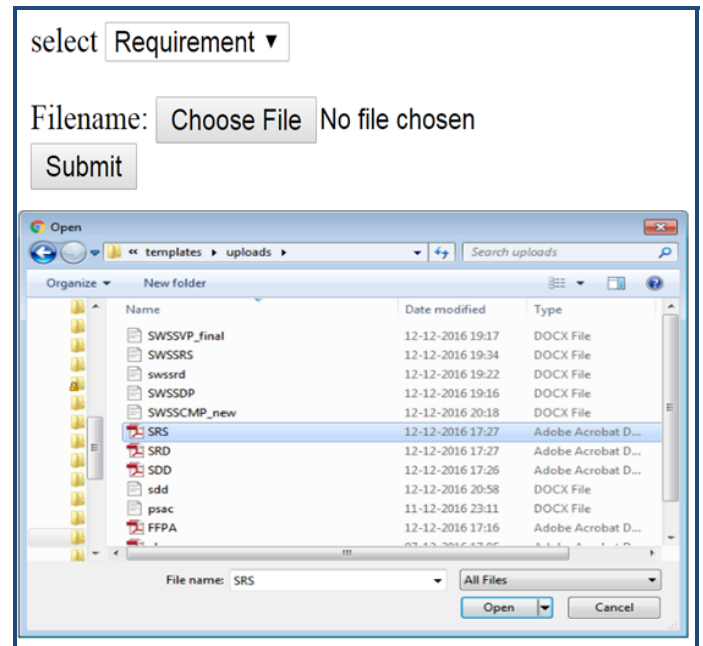 select Requirement
Filename: Choose File No file chosen
Submit
Open
« templates uploads Search uploads
Organize New folder
Name Date modified Type
SWSSVP_final 12-12-2016 19:17 DOCX File
SWSSRS 12-12-2016 19:34 DOCX File
swssrd 12-12-2016 19:22 DOCX File
SWSSDP 12-12-2016 19:16 DOCX File
SWSSCMP_new 12-12-2016 20:18 DOCX File
SRS 12-12-2016 17:27 Adobe Acrobat D...
SRD 12-12-2016 17:27 Adobe Acrobat D...
SDD 12-12-2016 17:26 Adobe Acrobat D...
sdd 12-12-2016 20:58 DOCX File
psac 11-12-2016 23:11 DOCX File
FFPA 12-12-2016 17:16 Adobe Acrobat D...
File name: SRS All Files
Open Cancel